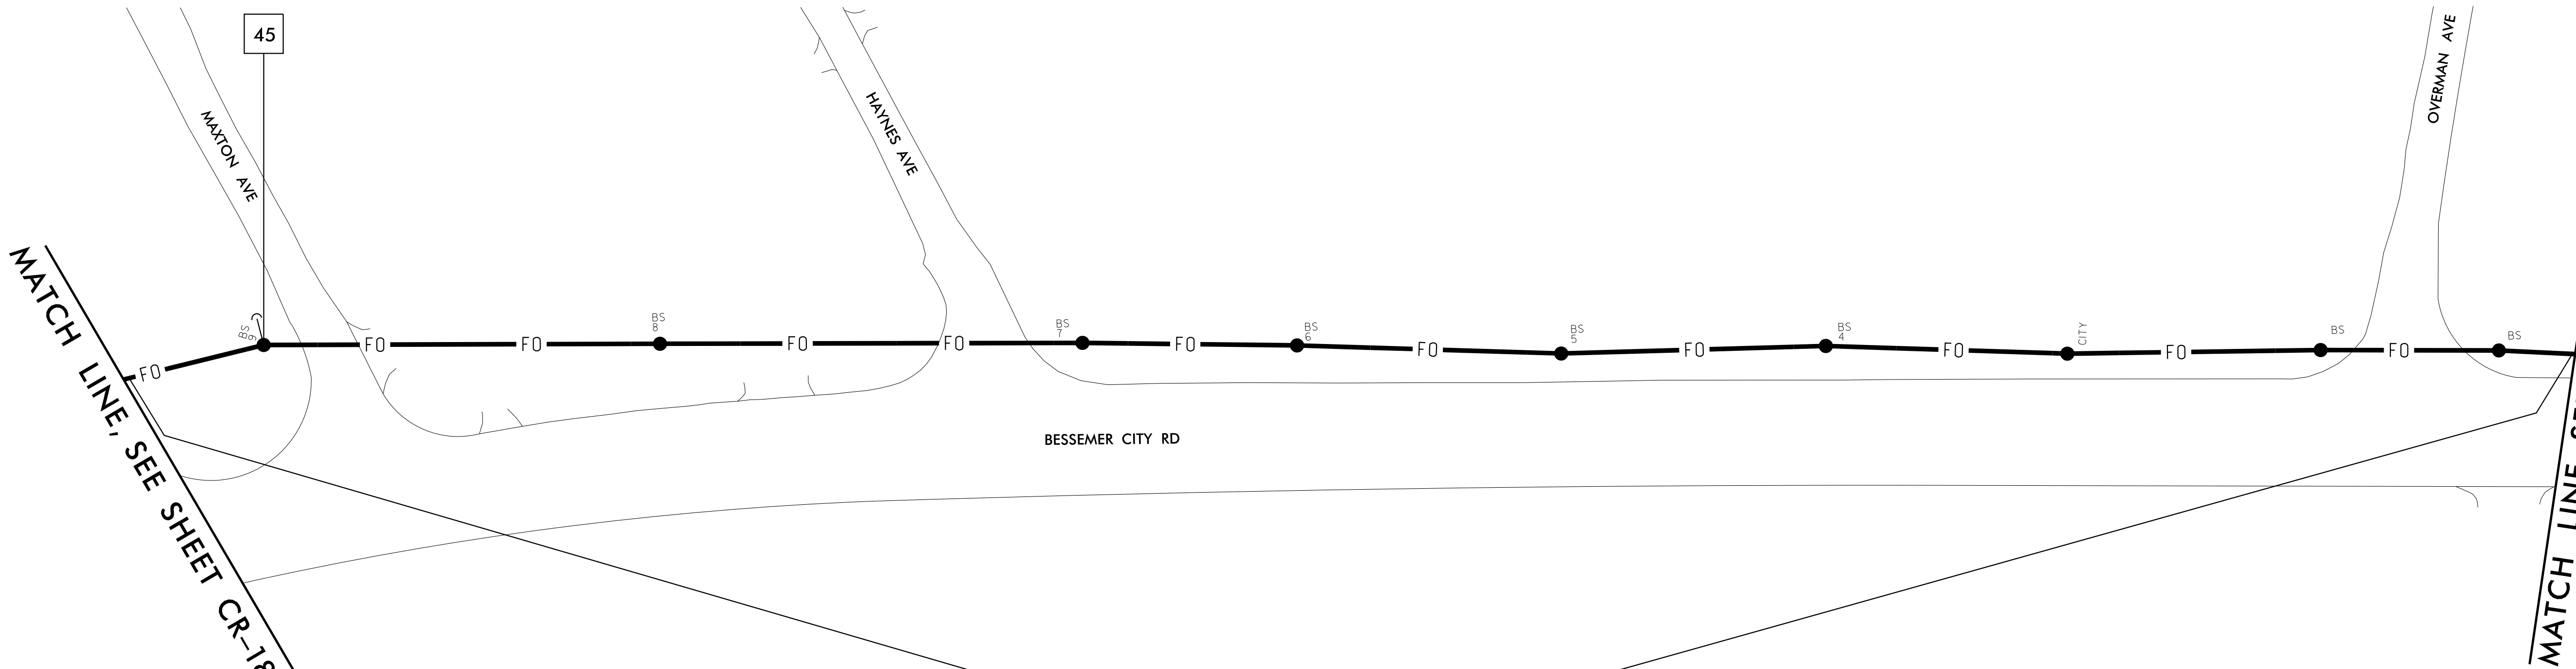 45
MAXTON AVE
HAYNES AVE
OVERMAN AVE
MATCH LINE, SEE SHEET CR-18
BS
9
BS
8
BS
7
BS
6
BS
5
BS
4
CITY
BS
BS
FO
FO
FO
FO
FO
FO
FO
FO
FO
FO
FO
BESSEMER CITY RD
MATCH LINE